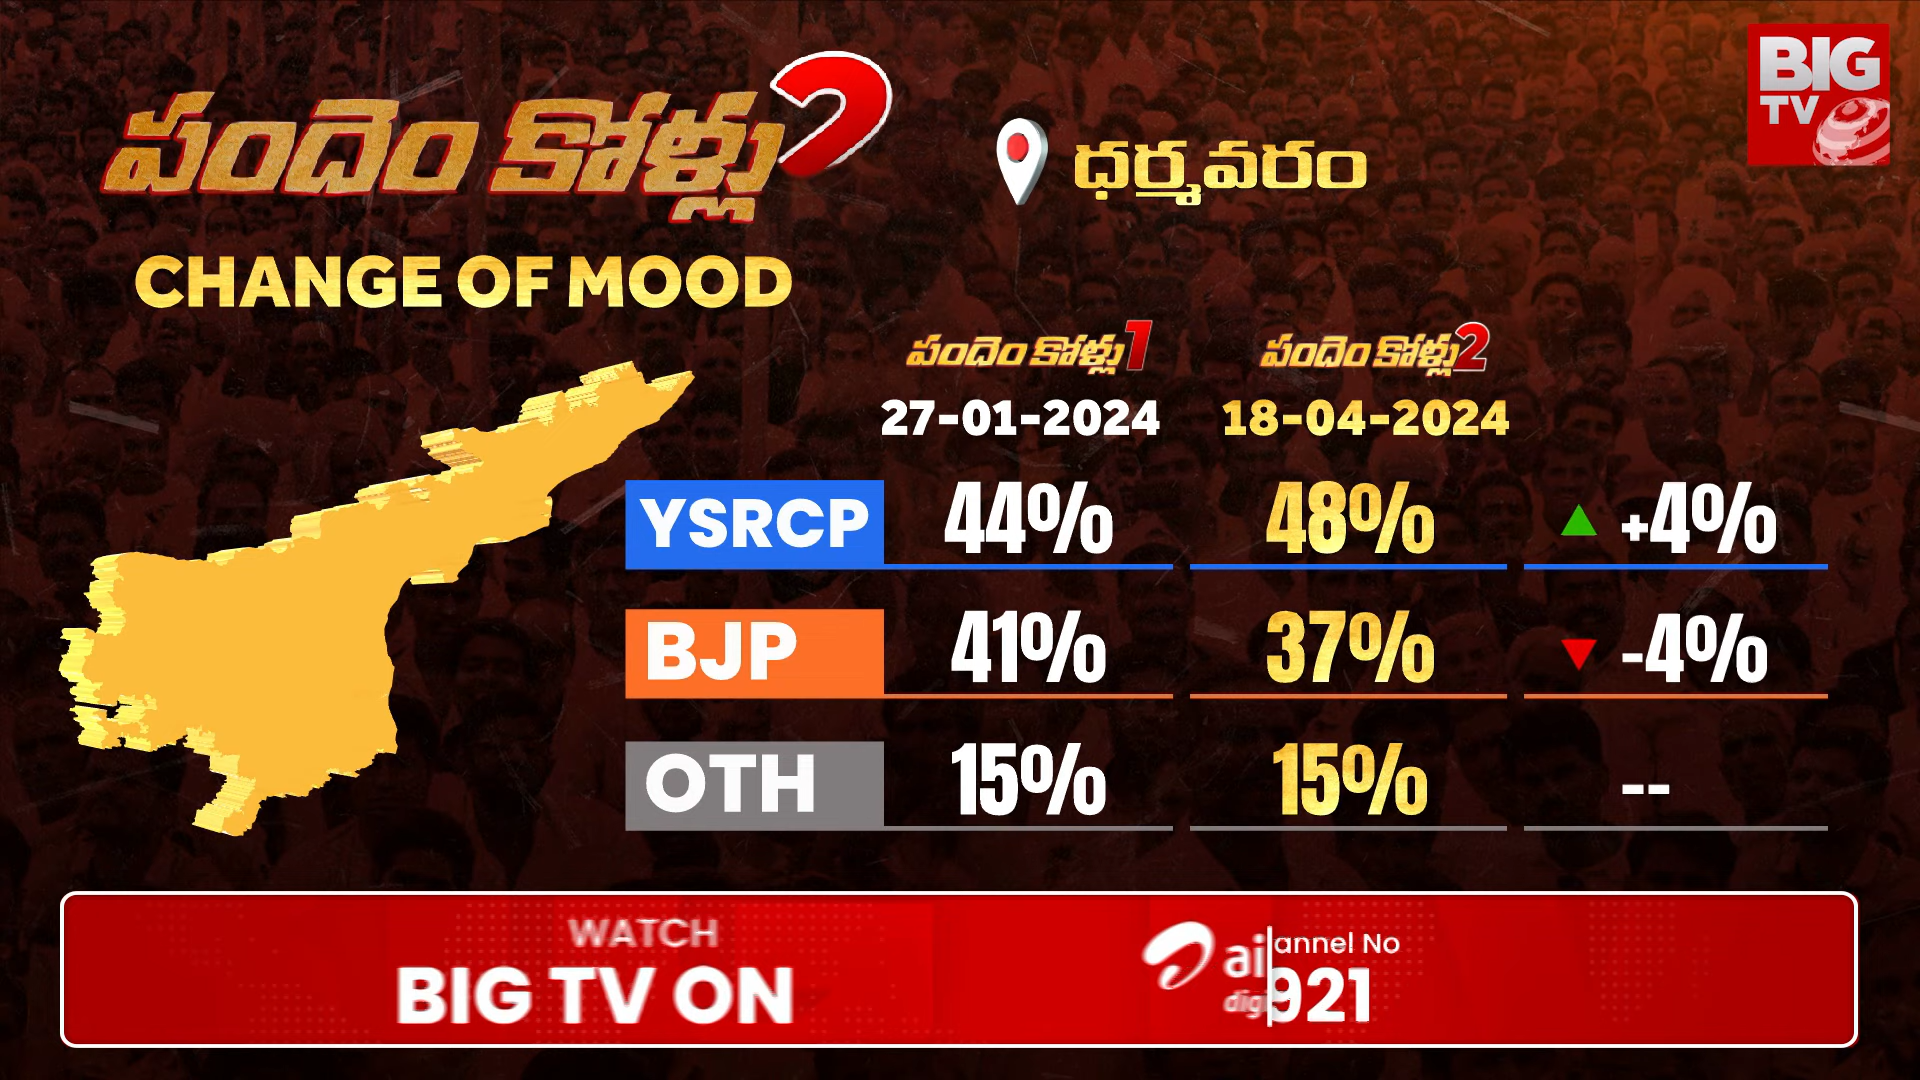 పందెం కోళ్లు 2
ధర్మవరం
BIG
TV
CHANGE OF MOOD
పందెం కోళ్లు 1
పందెం కోళ్లు 2
27-01-2024
18-04-2024
YSRCP 44% 48% +4%
BJP 41% 37% -4%
OTH 15% 15% --
WATCH
BIG TV ON
annel No
921